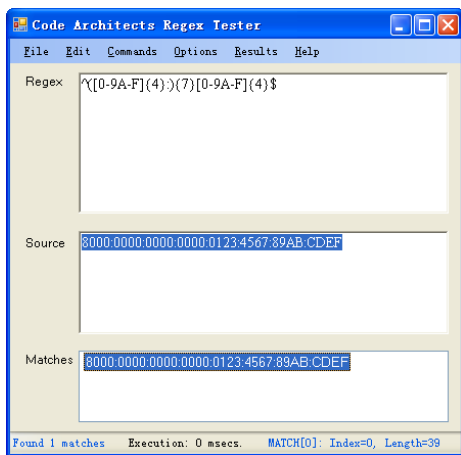 Code Architects Regex Tester
File Edit Commands Options Results Help
Regex
^([0-9A-F]{4}:){7}[0-9A-F]{4}$
Source
8000:0000:0000:0000:0123:4567:89AB:CDEF
Matches
8000:0000:0000:0000:0123:4567:89AB:CDEF
Found 1 matches Execution: 0 msecs. MATCH[0]: Index=0, Length=39